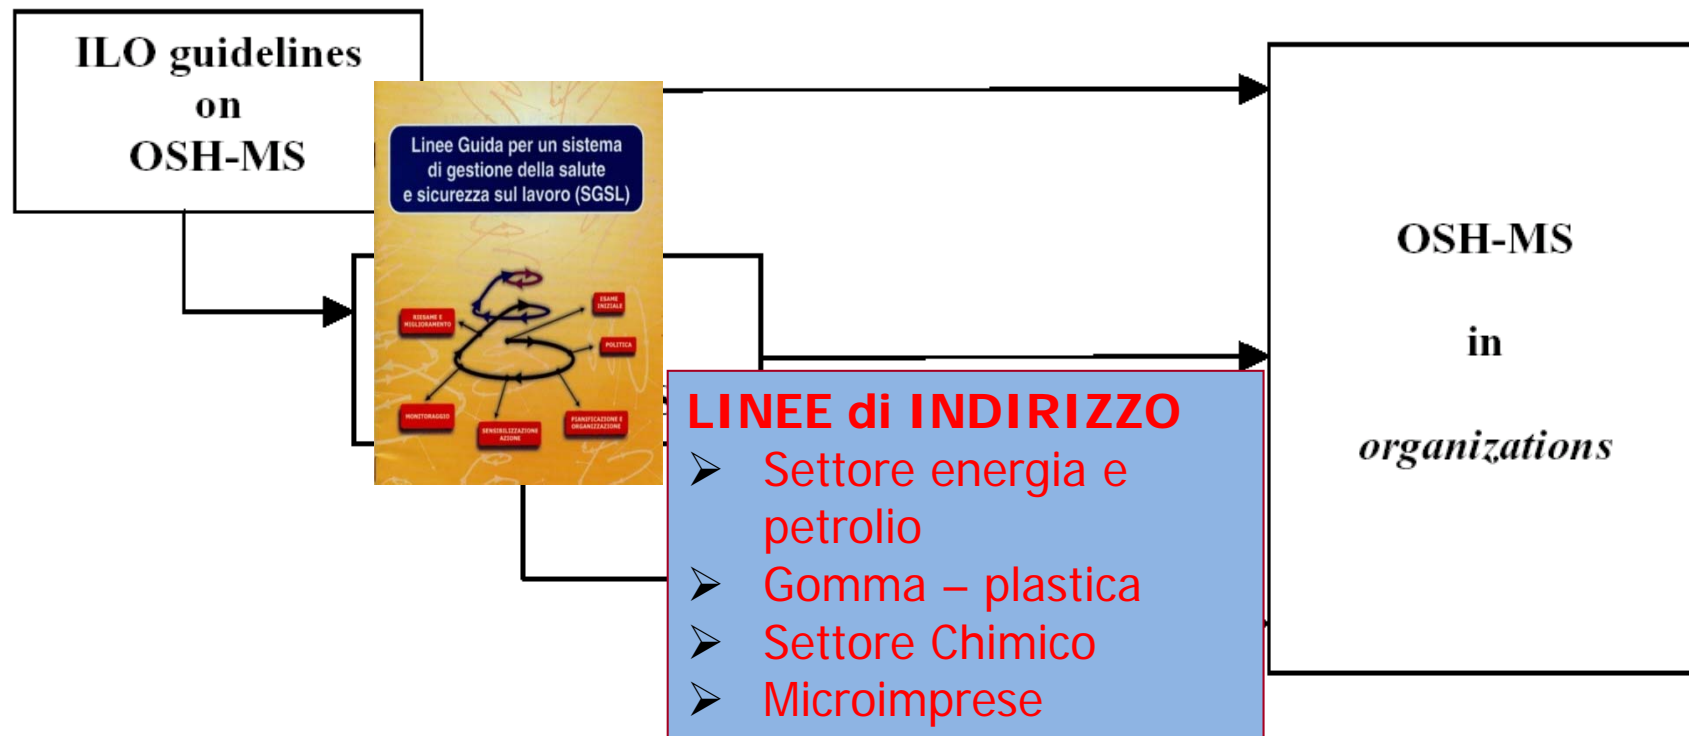 ILO guidelines
on
OSH-MS
Linee Guida per un sistema
di gestione della salute
e sicurezza sul lavoro (SGSL)
ESAME
INIZIALE
RIESAME E
MIGLIORAMENTO
POLITICA
MONITORAGGIO
SENSIBILIZZAZIONE
AZIONE
PIANIFICAZIONE E
ORGANIZZAZIONE
LINEE di INDIRIZZO
➢ Settore energia e
petrolio
➢ Gomma – plastica
➢ Settore Chimico
➢ Microimprese
OSH-MS
in
organizations